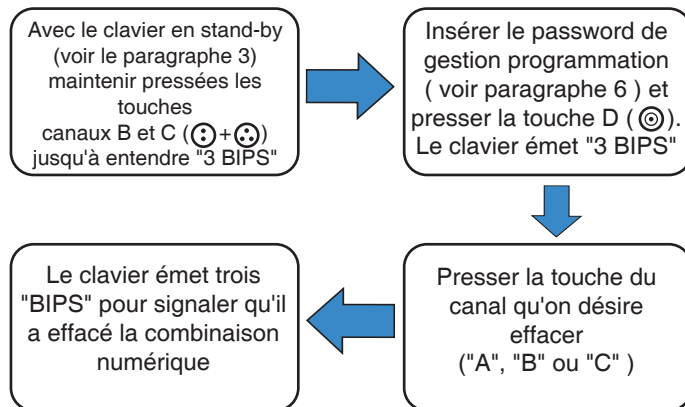 Avec le clavier en stand-by
(voir le paragraphe 3)
maintenir pressées les
touches
canaux B et C (⚇+⛬)
jusqu'à entendre "3 BIPS"
Insérer le password de
gestion programmation
( voir paragraphe 6 ) et
presser la touche D (◎).
Le clavier émet "3 BIPS"
Presser la touche du
canal qu'on désire
effacer
("A", "B" ou "C" )
Le clavier émet trois
"BIPS" pour signaler qu'il
a effacé la combinaison
numérique